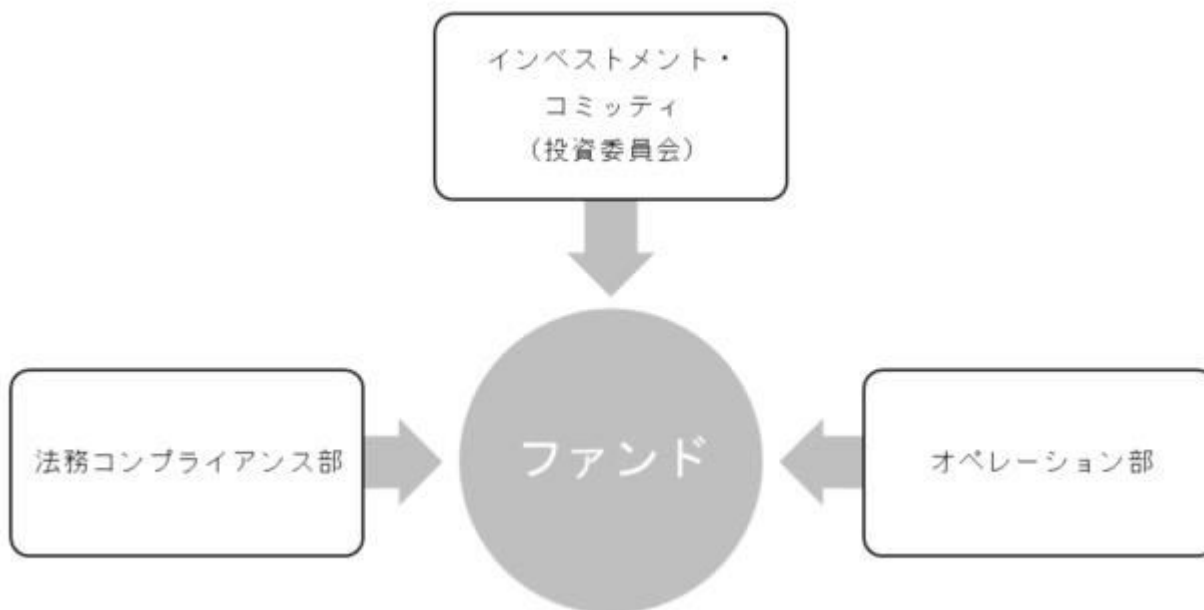 インベストメント・
コミッティ
（投資委員会）
法務コンプライアンス部
ファンド
オペレーション部